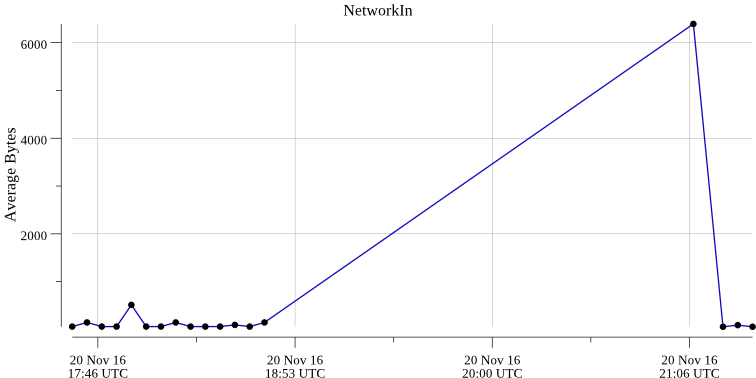 NetworkIn
Average Bytes
6000
4000
2000
20 Nov 16
17:46 UTC
20 Nov 16
18:53 UTC
20 Nov 16
20:00 UTC
20 Nov 16
21:06 UTC